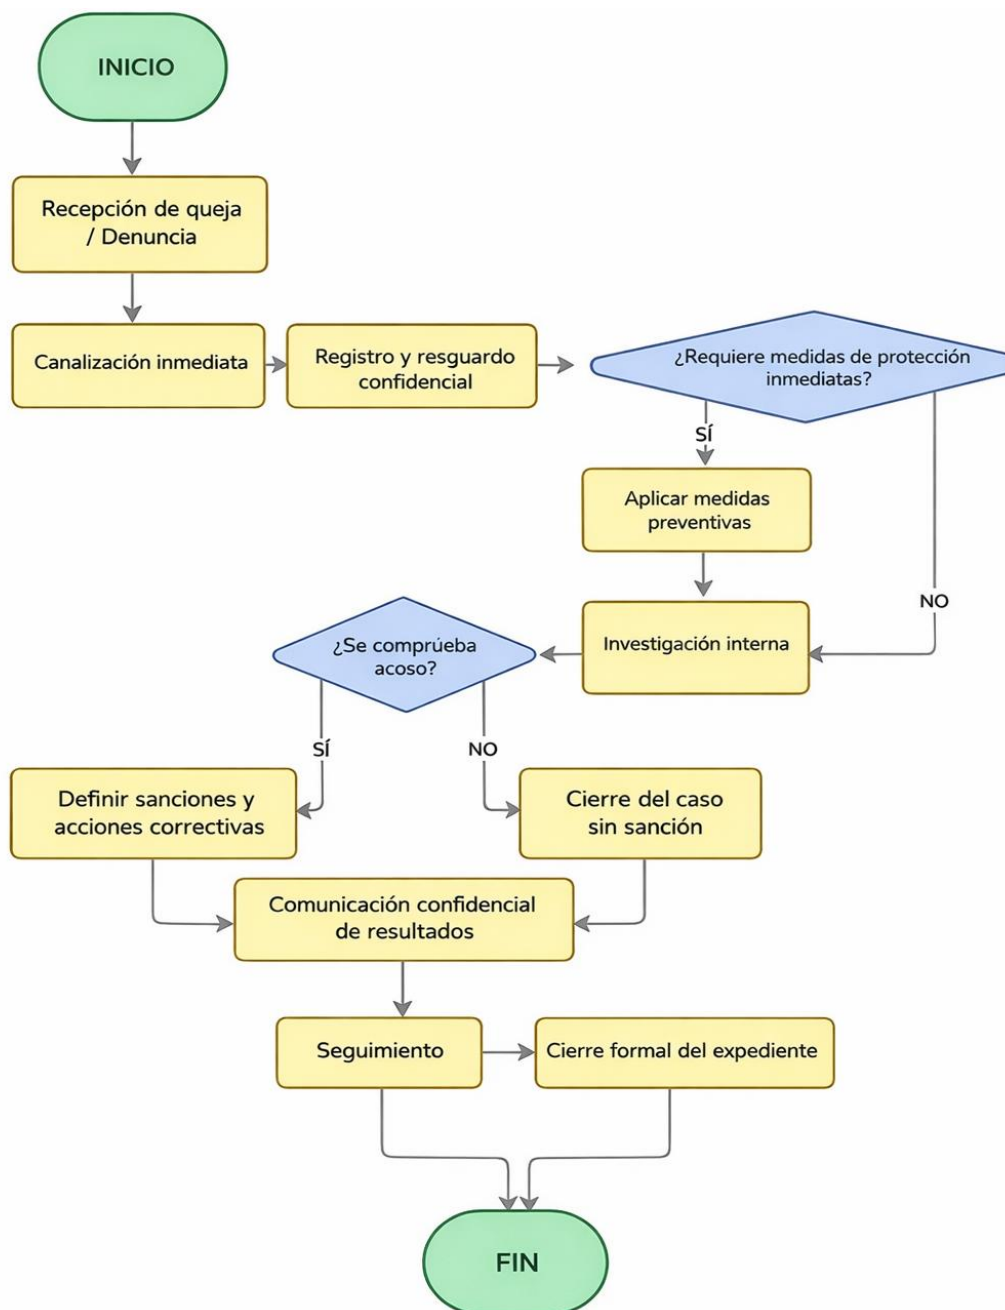 INICIO
Recepción de queja
/ Denuncia
Canalización inmediata
Registro y resguardo
confidencial
¿Requiere medidas de protección
inmediatas?
SÍ
Aplicar medidas
preventivas
NO
Investigación interna
¿Se comprueba
acoso?
SÍ
NO
Definir sanciones y
acciones correctivas
Cierre del caso
sin sanción
Comunicación confidencial
de resultados
Seguimiento
Cierre formal del expediente
FIN